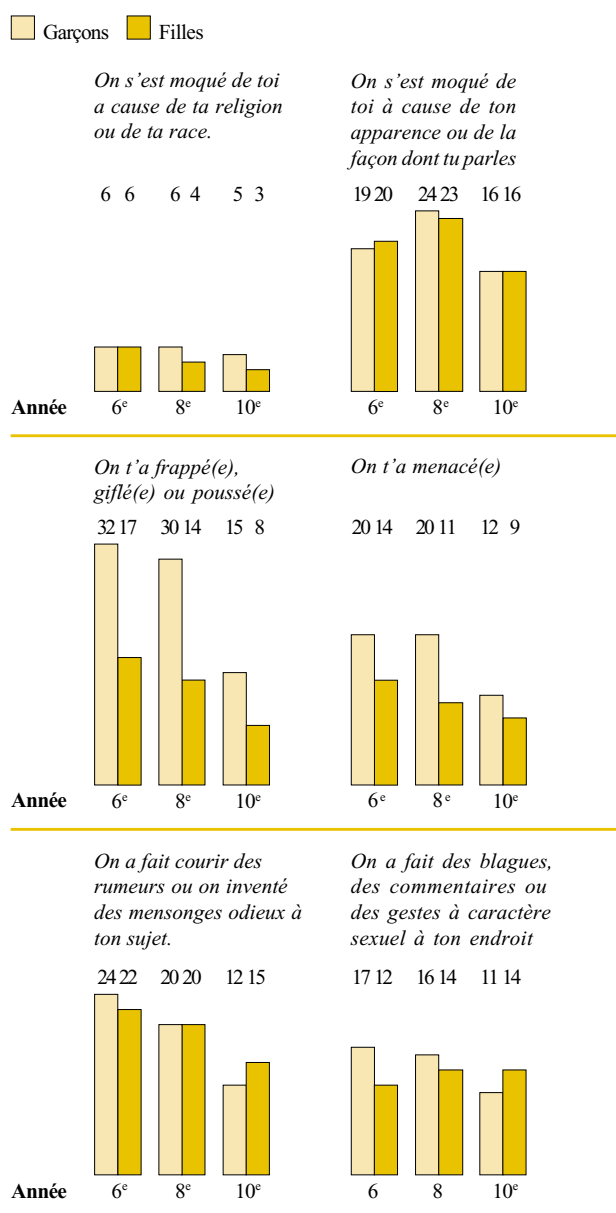 Garçons Filles
On s’est moqué de toi
a cause de ta religion
ou de ta race.
On s’est moqué de
toi à cause de ton
apparence ou de la
façon dont tu parles
6 6 6 4 5 3
19 20 24 23 16 16
Année 6e 8e 10e 6e 8e 10e
On t’a frappé(e),
giflé(e) ou poussé(e)
On t’a menacé(e)
32 17 30 14 15 8
20 14 20 11 12 9
Année 6e 8e 10e 6e 8e 10e
On a fait courir des
rumeurs ou on inventé
des mensonges odieux à
ton sujet.
On a fait des blagues,
des commentaires ou
des gestes à caractère
sexuel à ton endroit
24 22 20 20 12 15
17 12 16 14 11 14
Année 6e 8e 10e 6 8 10e